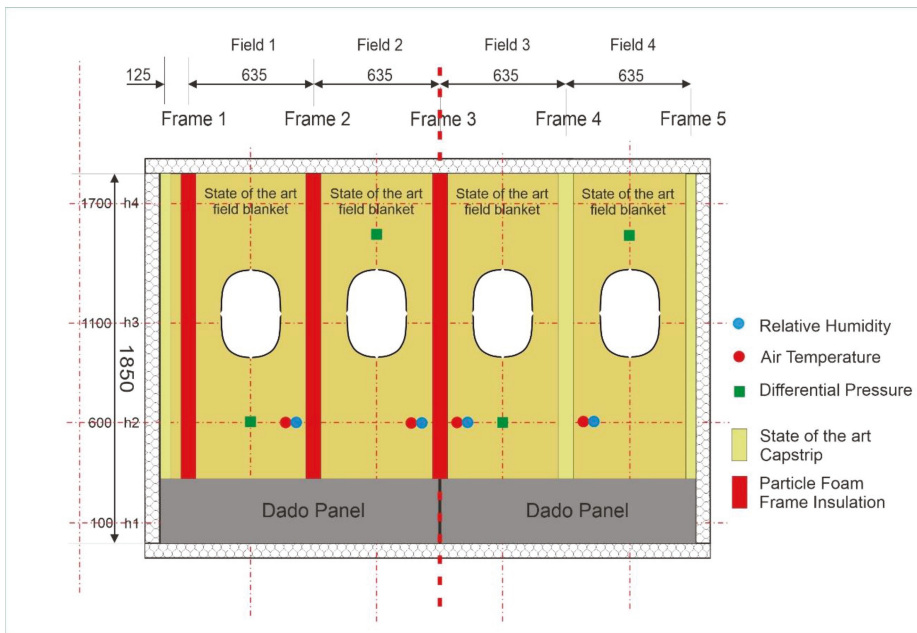 Field 1 Field 2 Field 3 Field 4
125 635 635 635 635
Frame 1 Frame 2 Frame 3 Frame 4 Frame 5
State of the art State of the art State of the art State of the art
field blanket field blanket field blanket field blanket
1700 h4
1100 h3
1850
600 h2
100 h1
Dado Panel Dado Panel
Relative Humidity
Air Temperature
Differential Pressure
State of the art
Capstrip
Particle Foam
Frame Insulation